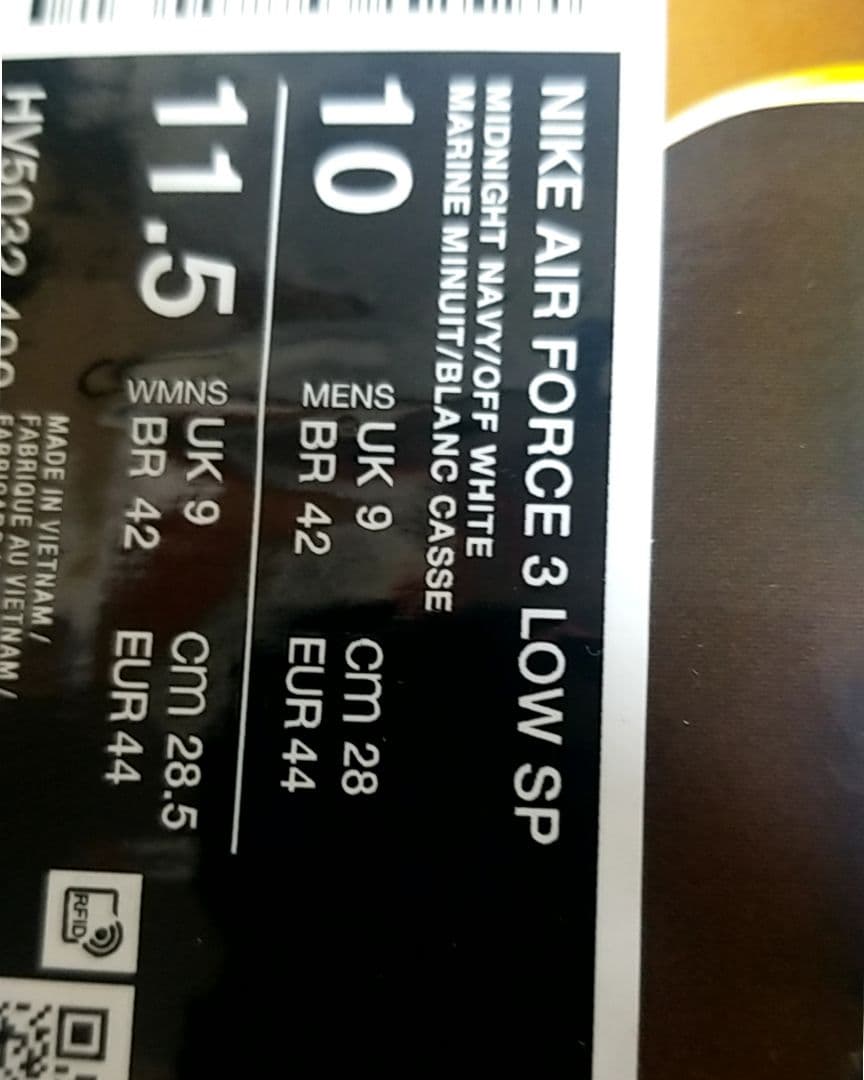 NIKE AIR FORCE 3 LOW SP
MIDNIGHT NAVY/OFF WHITE
MARINE MINUIT/BLANC CASSE
10 MENS UK 9 cm 28
BR 42 EUR 44
11.5 WMNS UK 9 cm 28.5
BR 42 EUR 44
MADE IN VIETNAM /
FABRIQUE AU VIETNAM /
RFID